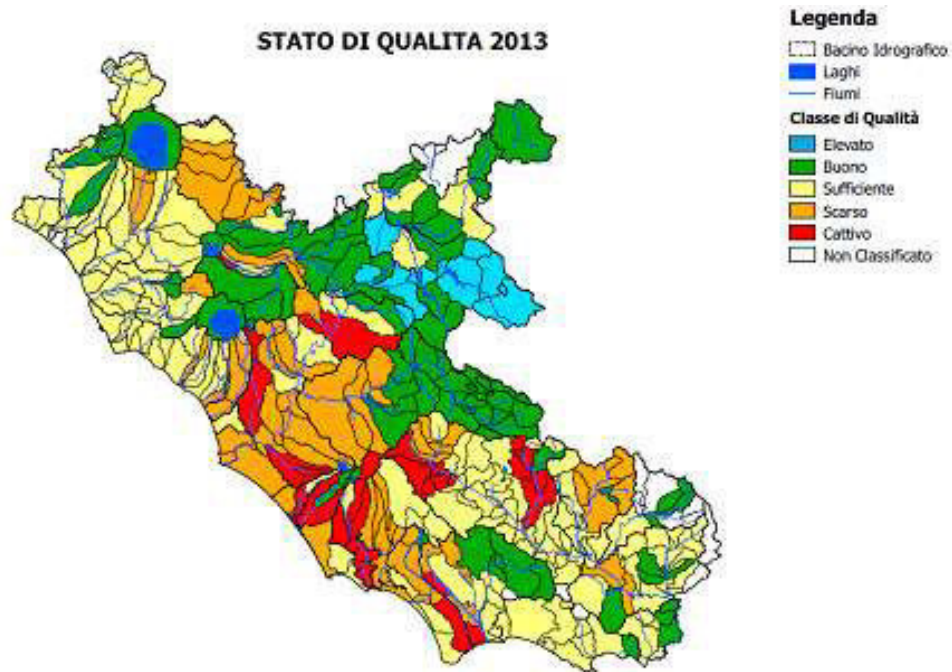 STATO DI QUALITA 2013
Legenda
Bacino Idrografico
Laghi
Fiumi
Classe di Qualità
Elevato
Buono
Sufficiente
Scarso
Cattivo
Non Classificato